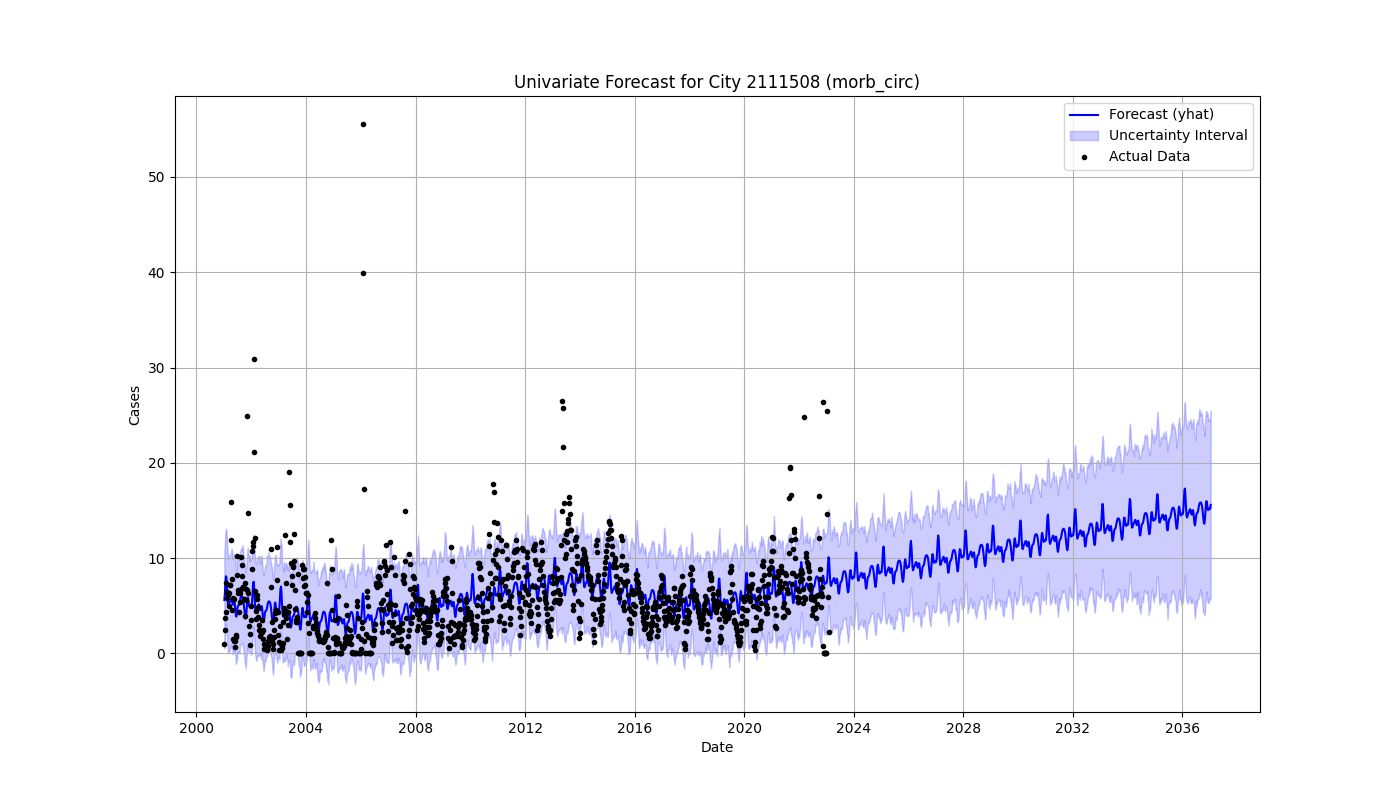 Univariate Forecast for City 2111508 (morb_circ)
Forecast (yhat)
Uncertainty Interval
Actual Data
Cases
50
40
30
20
10
0
2000 2004 2008 2012 2016 2020 2024 2028 2032 2036
Date